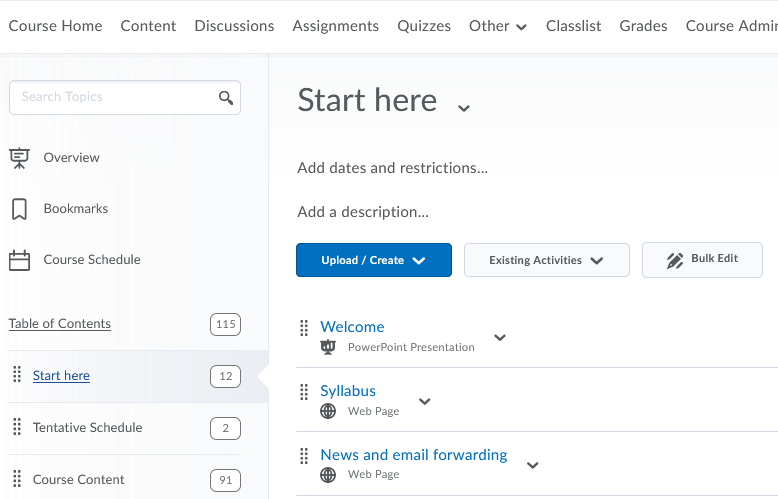 Course Home Content Discussions Assignments Quizzes Other Classlist Grades Course Admin
Search Topics
Overview
Bookmarks
Course Schedule
Table of Contents 115
Start here 12
Tentative Schedule 2
Course Content 91
Start here
Add dates and restrictions...
Add a description...
Upload / Create Existing Activities Bulk Edit
Welcome
PowerPoint Presentation
Syllabus
Web Page
News and email forwarding
Web Page